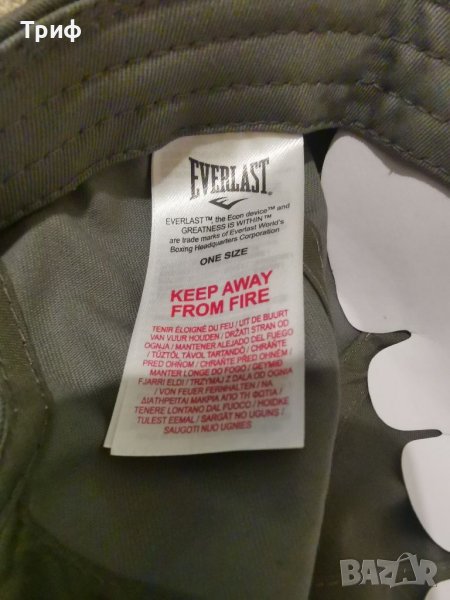 Триф
EVERLAST
EVERLAST™, the Econ device™ and
GREATNESS IS WITHIN™
are trade marks of Everlast World's
Boxing Headquarters Corporation
ONE SIZE
KEEP AWAY
FROM FIRE
TENIR ÉLOIGNÉ DU FEU / UIT DE BUURT
VAN VUUR HOUDEN / DRŽATI STRAN OD
OGNJA / MANTENER ALEJADO DEL FUEGO
/ TŰZTŐL TÁVOL TARTANDÓ / CHRAŇTE
PŘED OHNĚM / CHRÁŇTE PRED OHŇEM /
MANTER LONGE DO FOGO / GEYMIÐ
FJARRI ELDI / TRZYMAJ Z DALA OD OGNIA
/ VON FEUER FERNHALTEN / ΝΑ
ΔΙΑΤΗΡΕΙΤΑΙ ΜΑΚΡΙΑ ΑΠΟ ΤΗ ΦΩΤΙΑ /
TENERE LONTANO DAL FUOCO / HOIDKE
TULEST EEMAL / SARGĀT NO UGUNS /
SAUGOTI NUO UGNIES
BAZAR